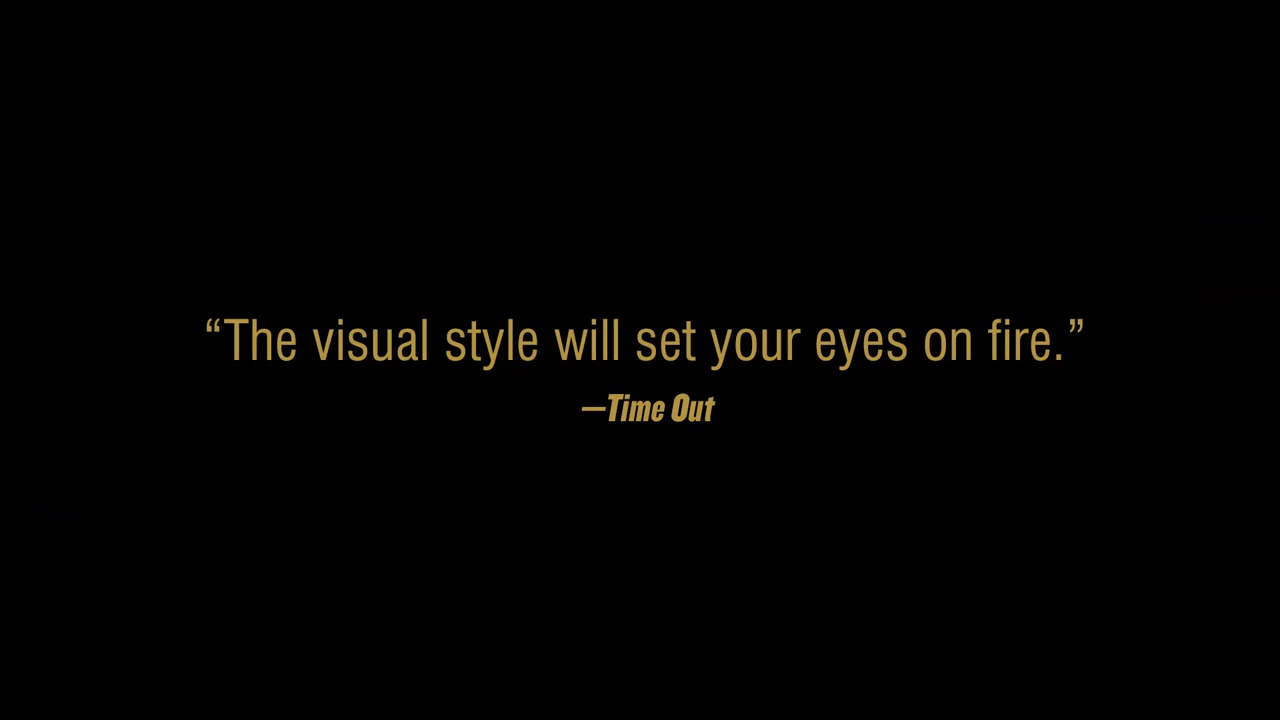 “The visual style will set your eyes on fire.”
—Time Out